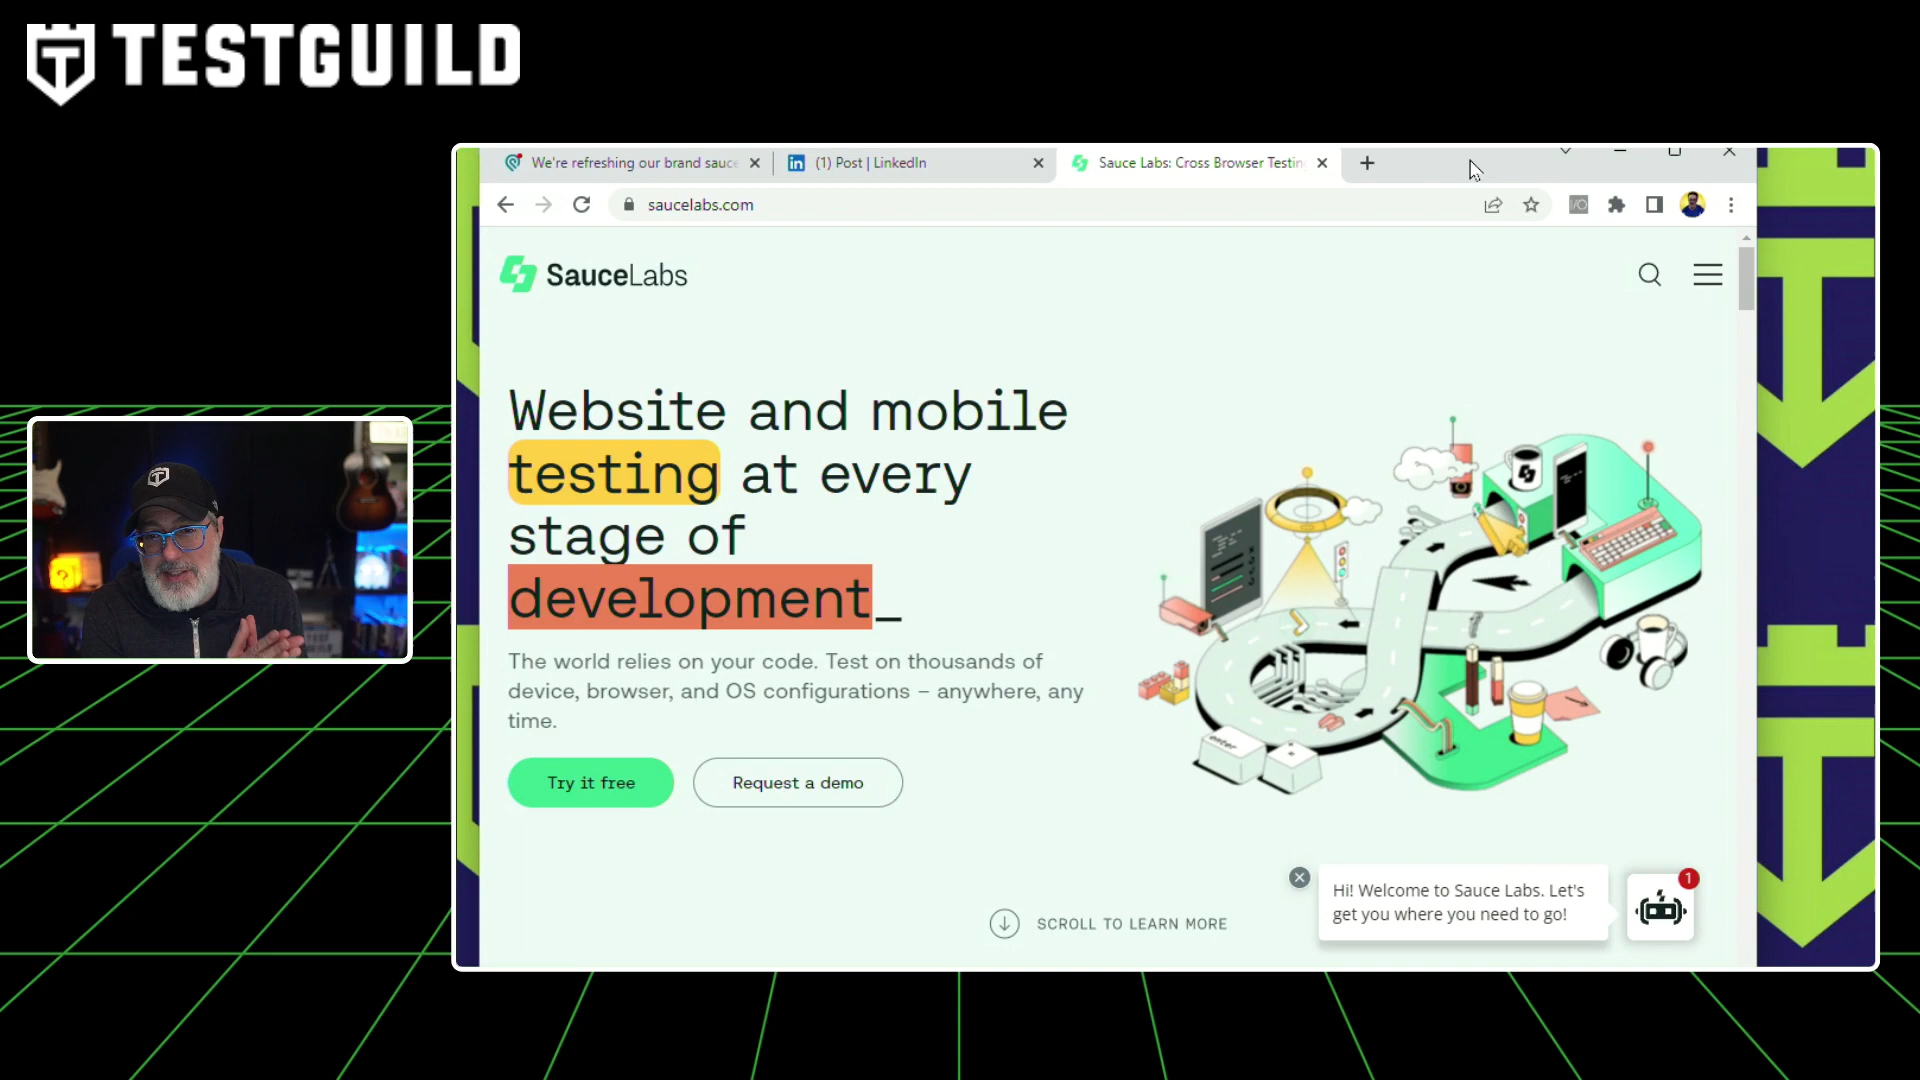 TESTGUILD
We're refreshing our brand sauce
(1) Post | LinkedIn
Sauce Labs: Cross Browser Testin
saucelabs.com
SauceLabs
Website and mobile
testing at every
stage of
development_
The world relies on your code. Test on thousands of
device, browser, and OS configurations – anywhere, any
time.
Try it free
Request a demo
enter
SCROLL TO LEARN MORE
Hi! Welcome to Sauce Labs. Let's
get you where you need to go!
1